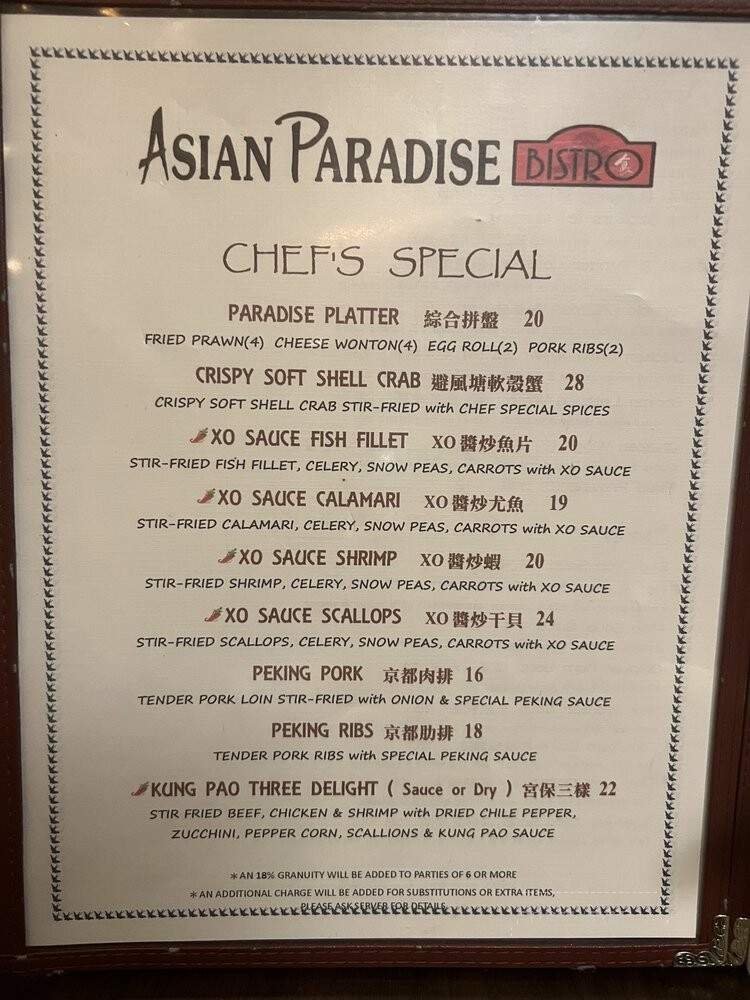 ASIAN PARADISE BISTRO 食
CHEF'S SPECIAL
PARADISE PLATTER 綜合拼盤 20
FRIED PRAWN(4) CHEESE WONTON(4) EGG ROLL(2) PORK RIBS(2)
CRISPY SOFT SHELL CRAB 避風塘軟殼蟹 28
CRISPY SOFT SHELL CRAB STIR-FRIED with CHEF SPECIAL SPICES
XO SAUCE FISH FILLET XO醬炒魚片 20
STIR-FRIED FISH FILLET, CELERY, SNOW PEAS, CARROTS with XO SAUCE
XO SAUCE CALAMARI XO醬炒尤魚 19
STIR-FRIED CALAMARI, CELERY, SNOW PEAS, CARROTS with XO SAUCE
XO SAUCE SHRIMP XO醬炒蝦 20
STIR-FRIED SHRIMP, CELERY, SNOW PEAS, CARROTS with XO SAUCE
XO SAUCE SCALLOPS XO醬炒干貝 24
STIR-FRIED SCALLOPS, CELERY, SNOW PEAS, CARROTS with XO SAUCE
PEKING PORK 京都肉排 16
TENDER PORK LOIN STIR-FRIED with ONION & SPECIAL PEKING SAUCE
PEKING RIBS 京都肋排 18
TENDER PORK RIBS with SPECIAL PEKING SAUCE
KUNG PAO THREE DELIGHT ( Sauce or Dry ) 宮保三樣 22
STIR FRIED BEEF, CHICKEN & SHRIMP with DRIED CHILE PEPPER,
ZUCCHINI, PEPPER CORN, SCALLIONS & KUNG PAO SAUCE
*AN 18% GRANUITY WILL BE ADDED TO PARTIES OF 6 OR MORE
*AN ADDITIONAL CHARGE WILL BE ADDED FOR SUBSTITUTIONS OR EXTRA ITEMS,
PLEASE ASK SERVER FOR DETAILS